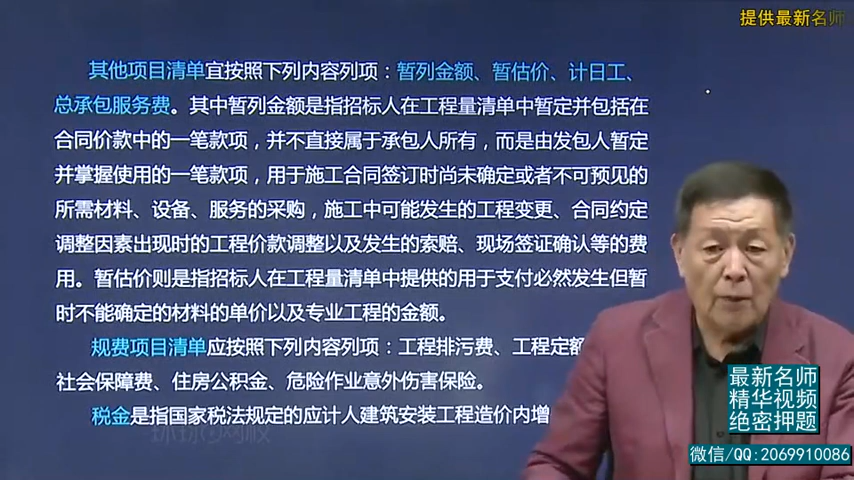 提供最新名师
其他项目清单宜按照下列内容列项：暂列金额、暂估价、计日工、
总承包服务费。其中暂列金额是指招标人在工程量清单中暂定并包括在
合同价款中的一笔款项，并不直接属于承包人所有，而是由发包人暂定
并掌握使用的一笔款项，用于施工合同签订时尚未确定或者不可预见的
所需材料、设备、服务的采购，施工中可能发生的工程变更、合同约定
调整因素出现时的工程价款调整以及发生的索赔、现场签证确认等的费
用。暂估价则是指招标人在工程量清单中提供的用于支付必然发生但暂
时不能确定的材料的单价以及专业工程的金额。
规费项目清单应按照下列内容列项：工程排污费、工程定额
社会保障费、住房公积金、危险作业意外伤害保险。
税金是指国家税法规定的应计人建筑安装工程造价内增
最新名师
精华视频
绝密押题
微信/QQ:2069910086